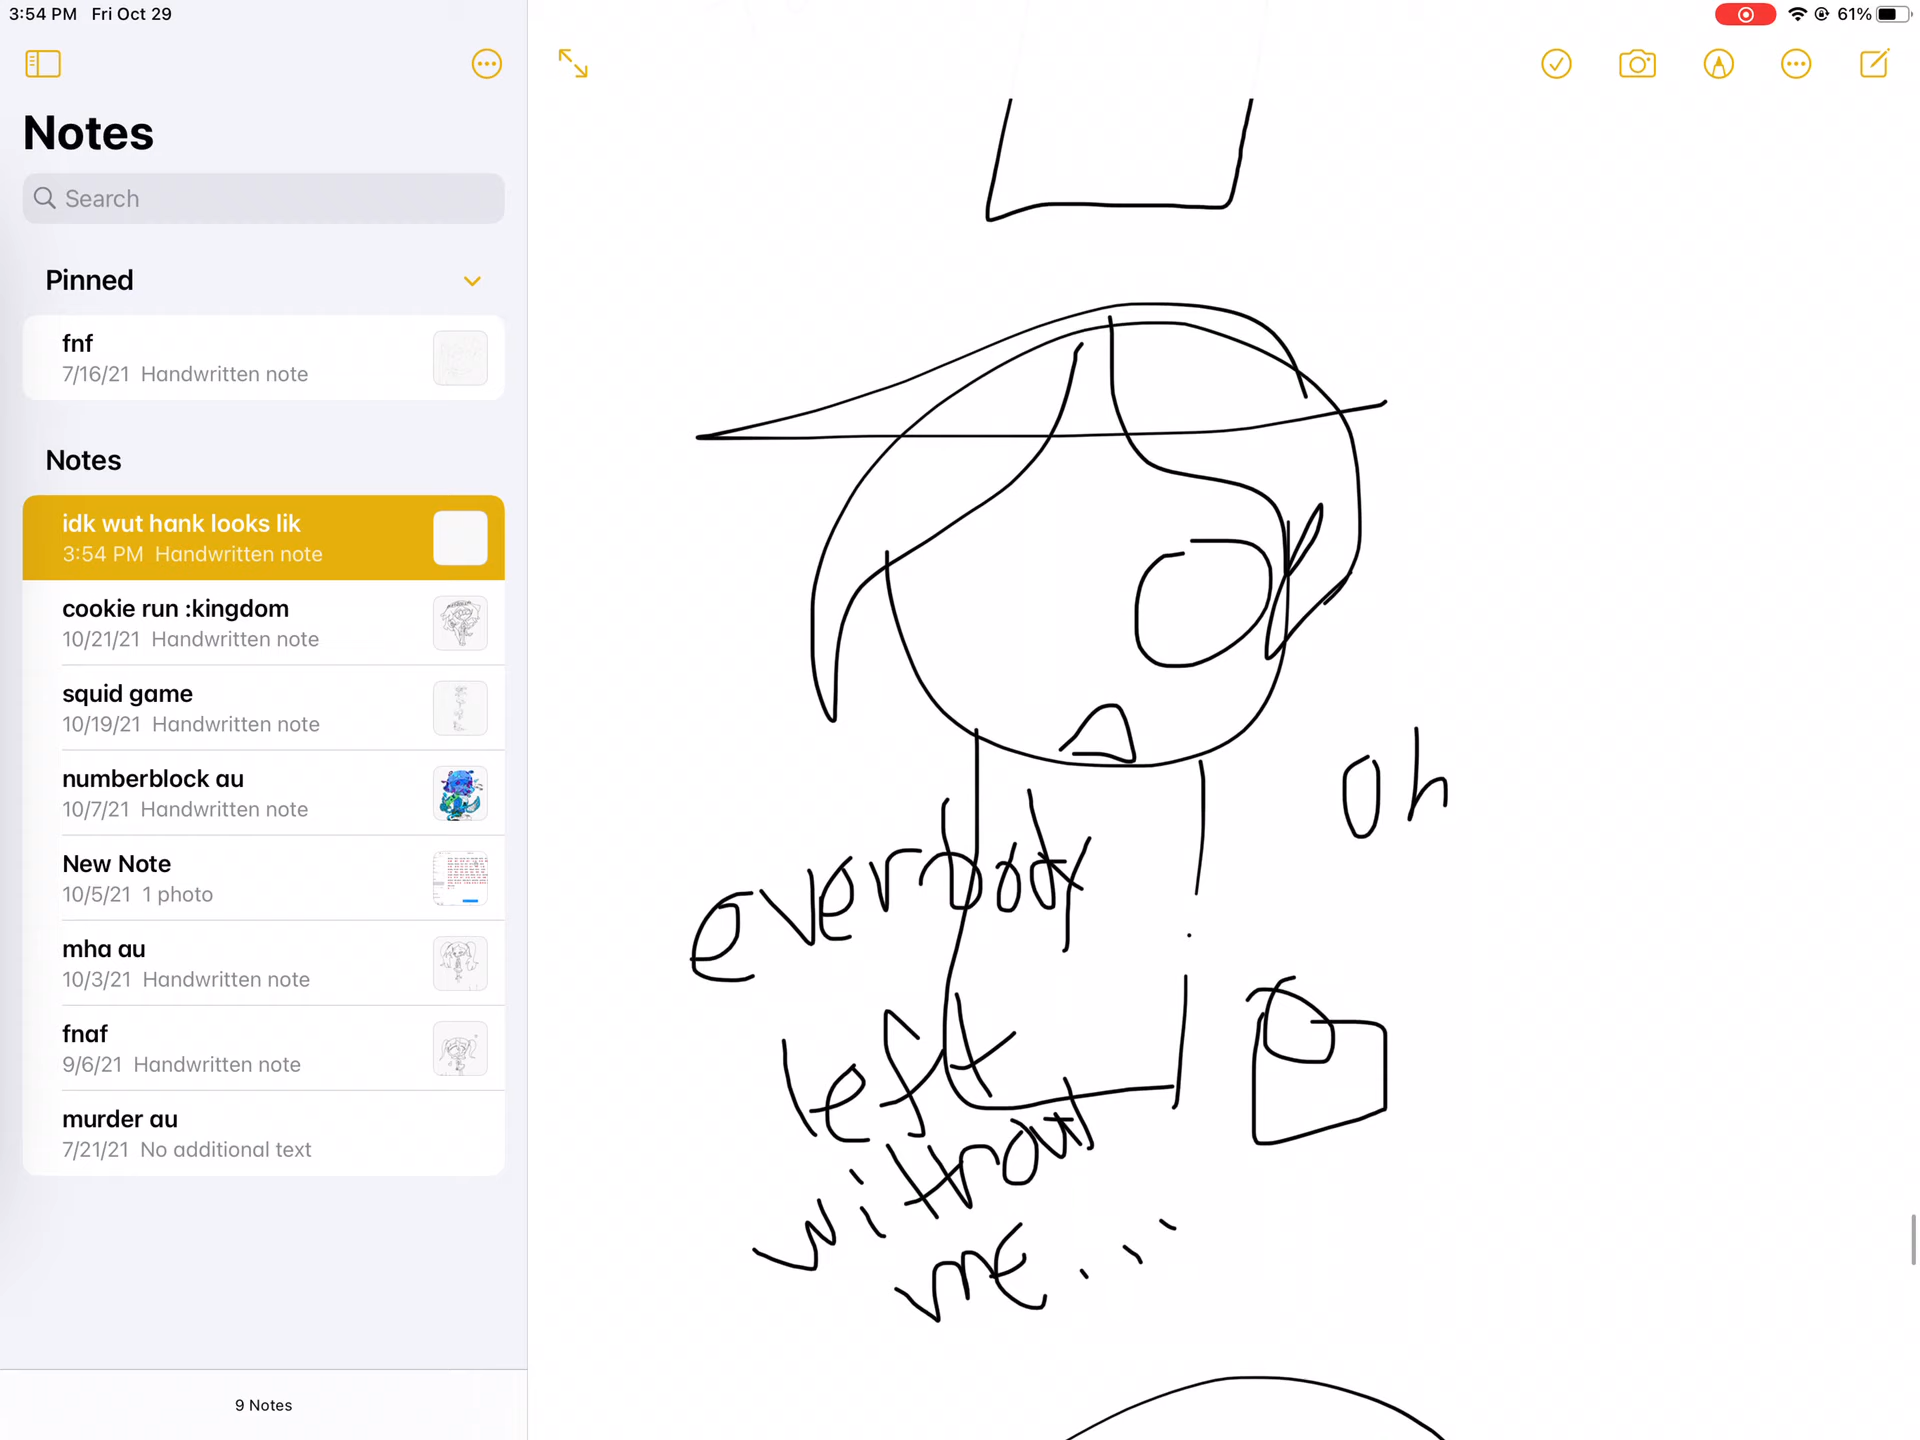 3:54 PM Fri Oct 29
61%
Notes
Search
Pinned
fnf
7/16/21 Handwritten note
Notes
idk wut hank looks lik
3:54 PM Handwritten note
cookie run :kingdom
10/21/21 Handwritten note
squid game
10/19/21 Handwritten note
numberblock au
10/7/21 Handwritten note
New Note
10/5/21 1 photo
mha au
10/3/21 Handwritten note
fnaf
9/6/21 Handwritten note
murder au
7/21/21 No additional text
9 Notes
oh
everbody
left
without
me...